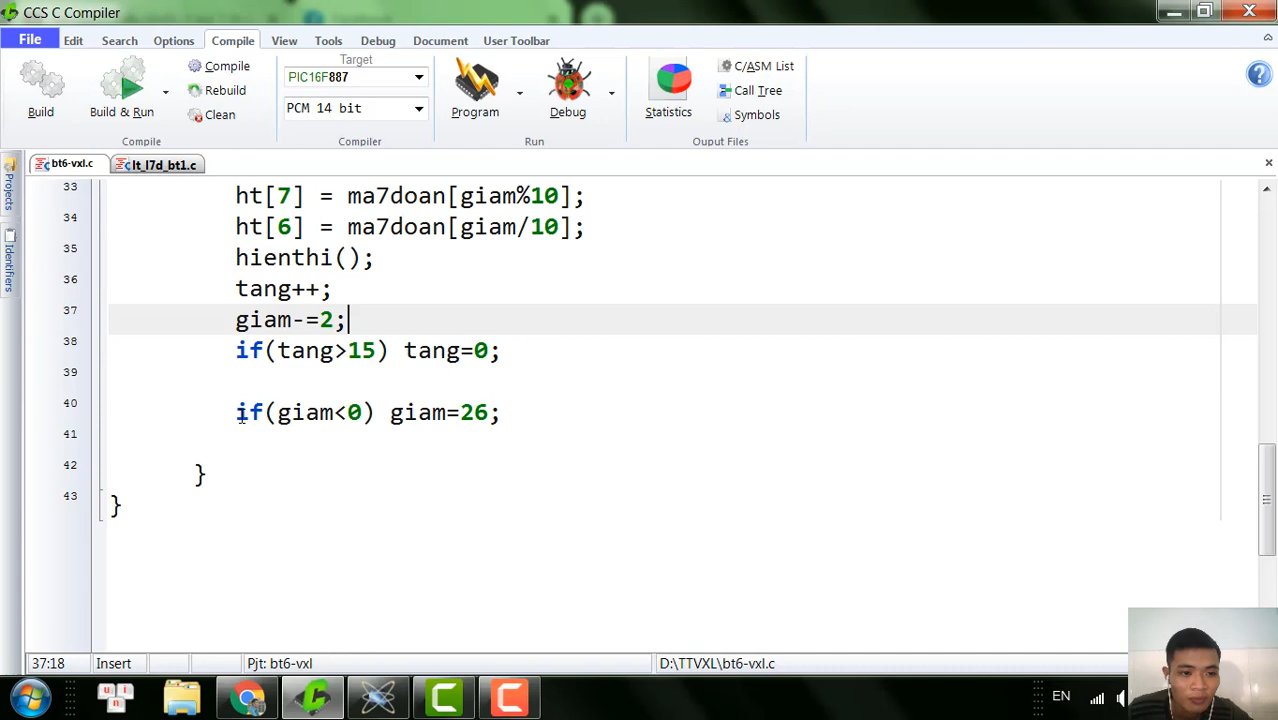 CCS C Compiler
File Edit Search Options Compile View Tools Debug Document User Toolbar
Build
Build & Run
Compile
Rebuild
Clean
Compile
Target
PIC16F887
PCM 14 bit
Compiler
Program
Debug
Run
Statistics
C/ASM List
Call Tree
Symbols
Ouput Files
bt6-vxl.c lt_l7d_bt1.c
Projects
Identifiers
33 ht[7] = ma7doan[giam%10];
34 ht[6] = ma7doan[giam/10];
35 hienthi();
36 tang++;
37 giam-=2;
38 if(tang>15) tang=0;
39
40 if(giam<0) giam=26;
41
42 }
43 }
37:18 Insert Pjt: bt6-vxl D:\TTVXL\bt6-vxl.c
EN